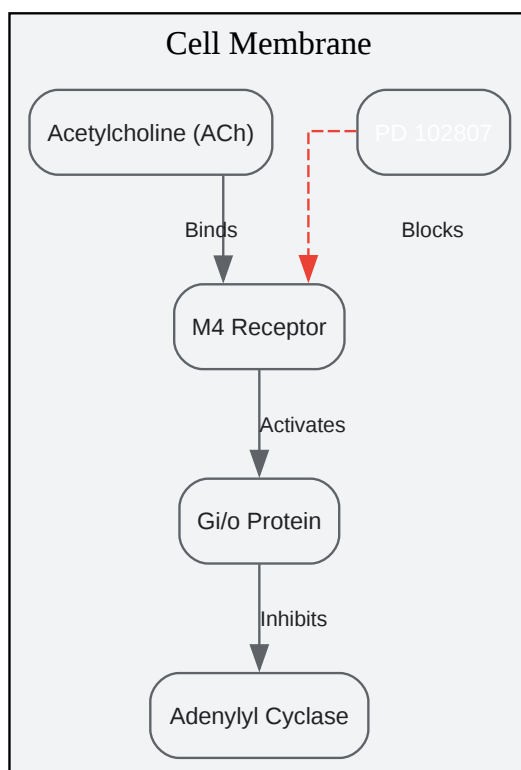 Cell Membrane
Acetylcholine (ACh)
PD 102807
Binds
Blocks
M4 Receptor
Activates
Gi/o Protein
Inhibits
Adenylyl Cyclase